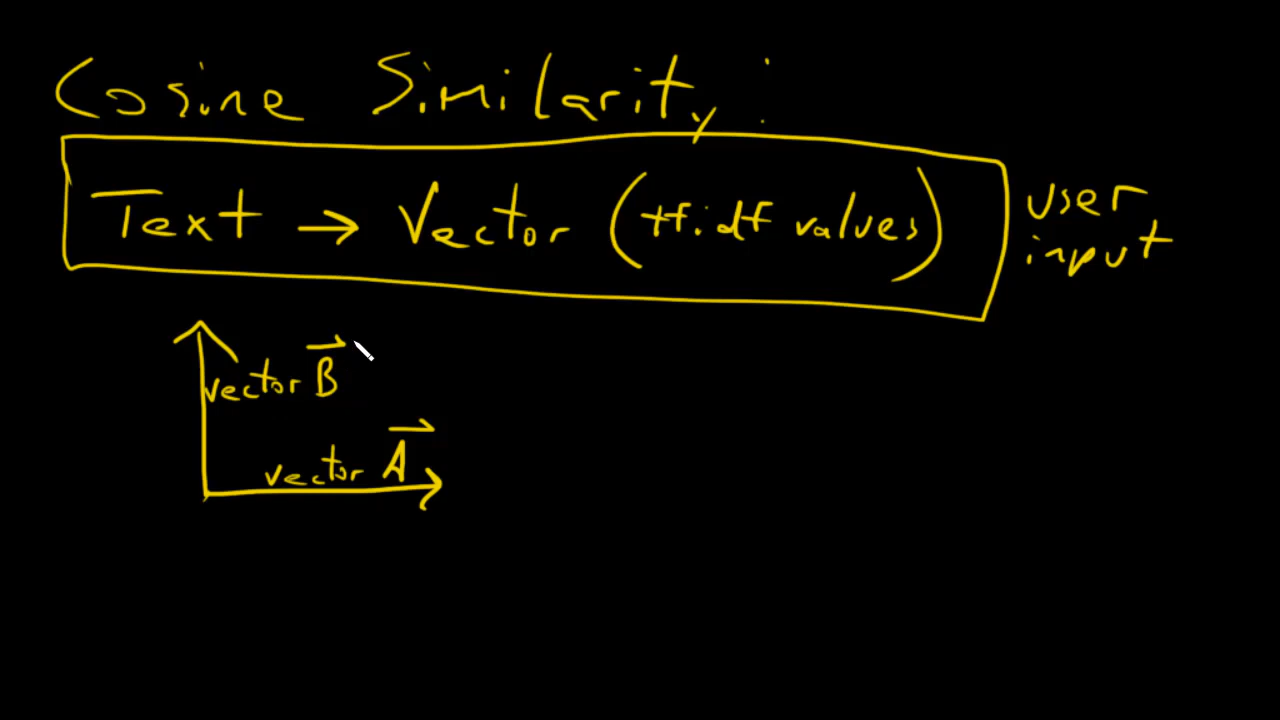 Cosine Similarity:
Text → Vector (tf.idf values)
user
input
vector B
vector A